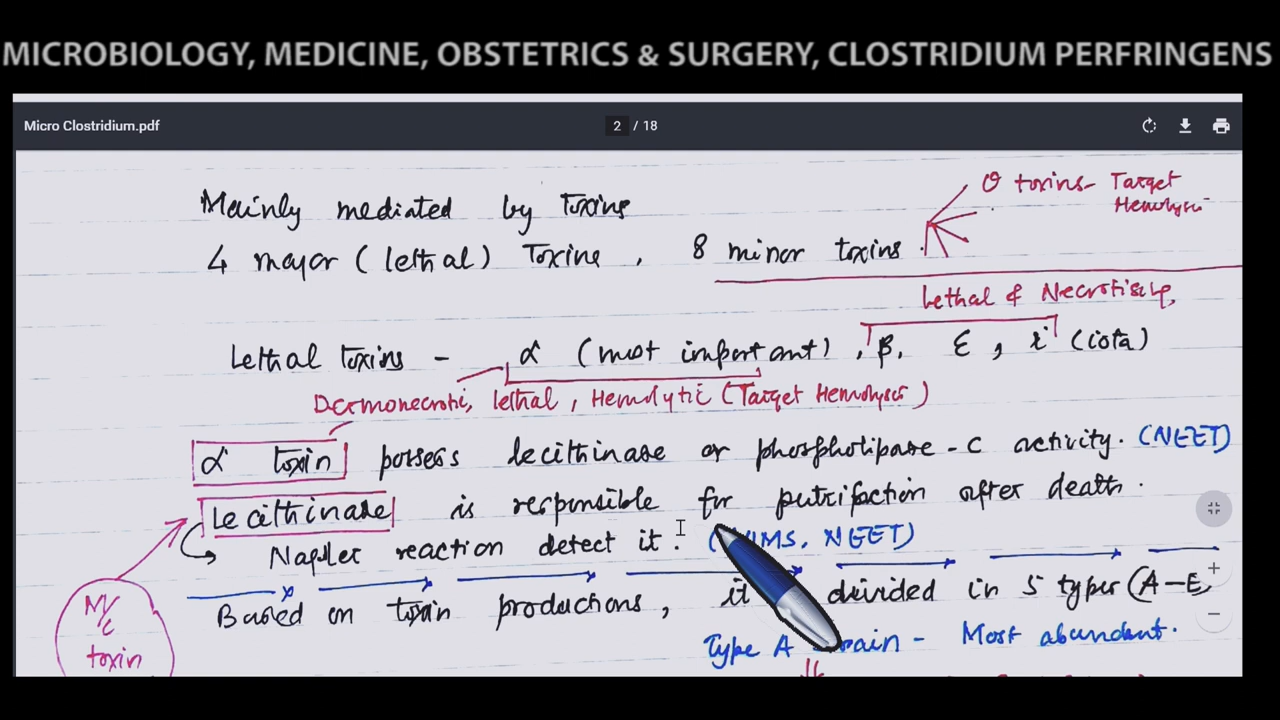 MICROBIOLOGY, MEDICINE, OBSTETRICS & SURGERY, CLOSTRIDIUM PERFRINGENS
Micro Clostridium.pdf 2 / 18
Mainly mediated by Toxins
θ toxins- Target
Hemolysis
4 major (lethal) Toxins , 8 minor toxins .
Lethal & Necrotising,
Lethal toxins - α (most important) , β, ε , i (iota)
Dermonecrotic, lethal , Hemolytic (Target Hemolysis)
α toxin possess lecithinase or phospholipase - C activity. (NEET)
Lecithinase is responsible for putrifaction after death.
Nagler reaction detect it. NEET)
M/c
toxin
Based on toxin productions, it divided in 5 types (A-E
Type A - Most abundant.